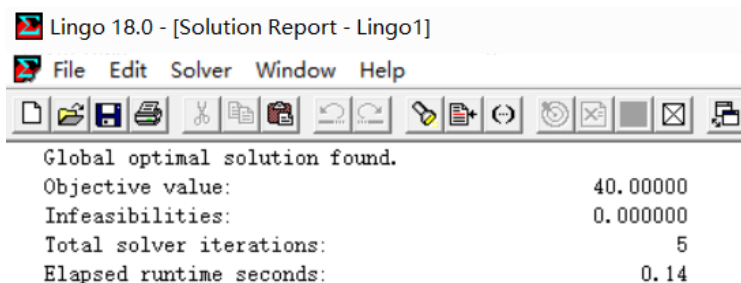 Lingo 18.0 - [Solution Report - Lingo1]
File Edit Solver Window Help
Global optimal solution found.
Objective value: 40.00000
Infeasibilities: 0.000000
Total solver iterations: 5
Elapsed runtime seconds: 0.14